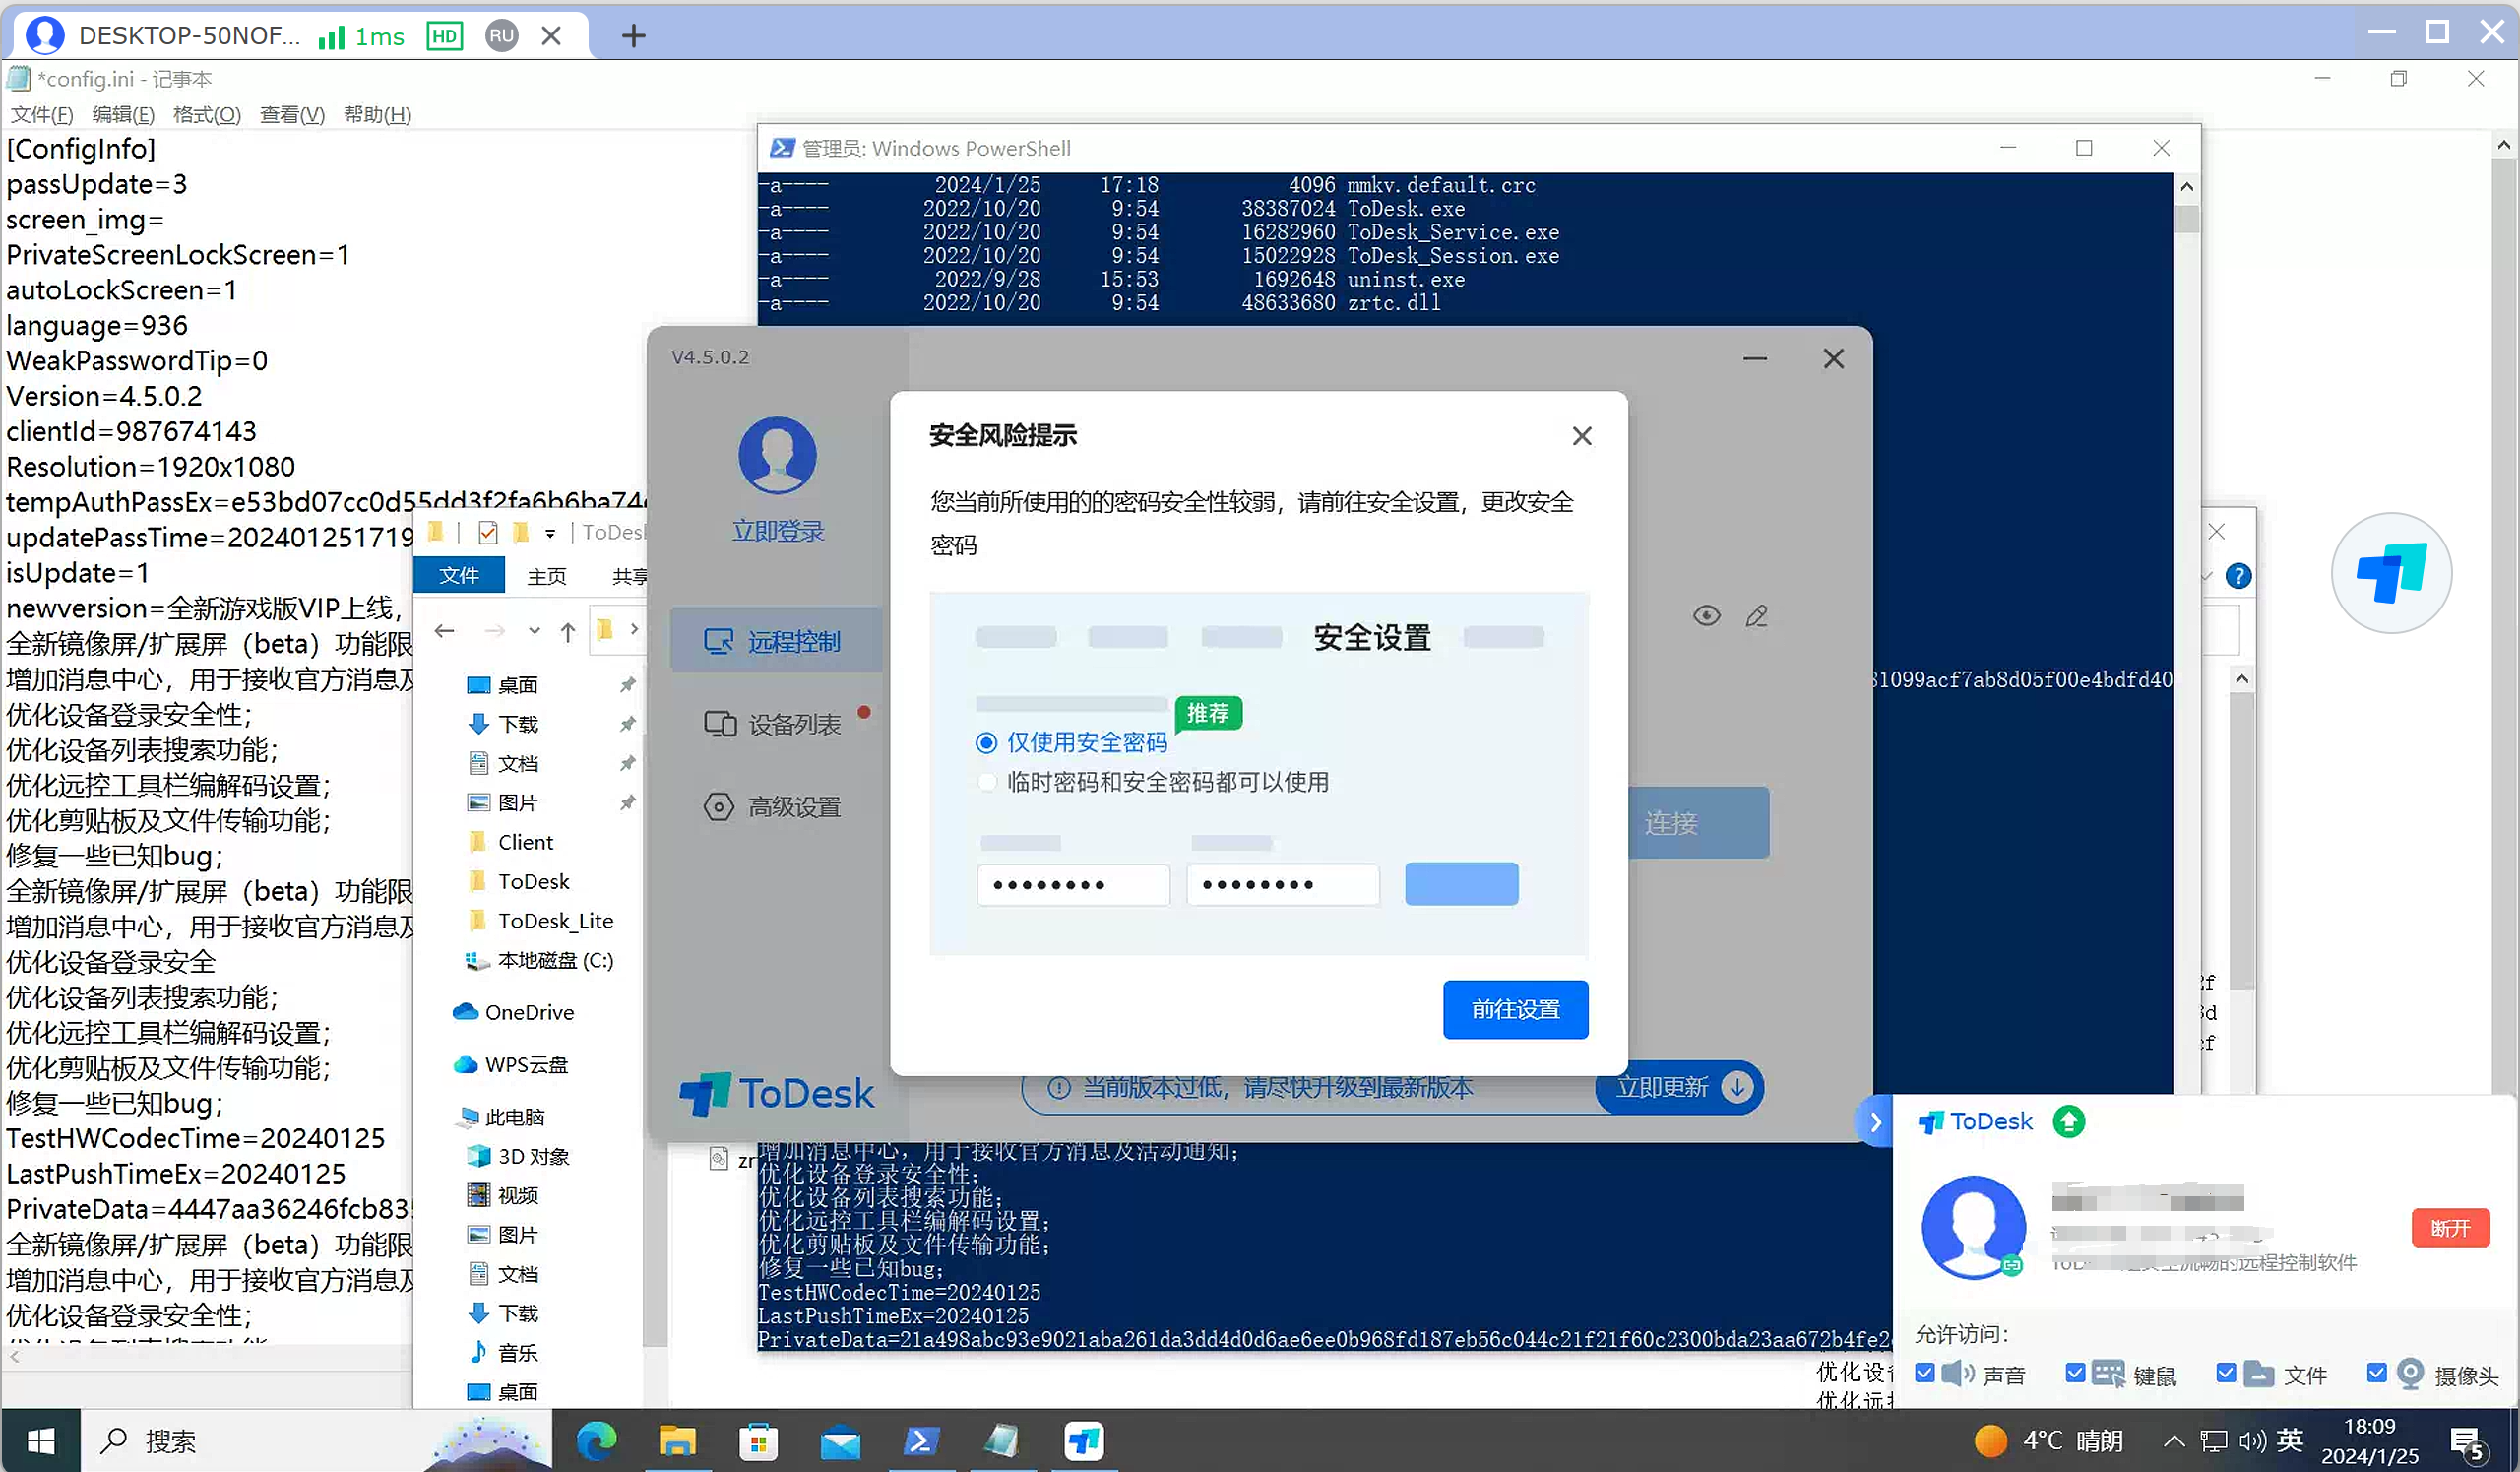 DESKTOP-50NOF... 1ms HD RU
*config.ini - 记事本
文件(F) 编辑(E) 格式(O) 查看(V) 帮助(H)
[ConfigInfo]
passUpdate=3
screen_img=
PrivateScreenLockScreen=1
autoLockScreen=1
language=936
WeakPasswordTip=0
Version=4.5.0.2
clientId=987674143
Resolution=1920x1080
tempAuthPassEx=e53bd07cc0d55dd3f2fa6b6ba74
updatePassTime=202401251719
isUpdate=1
newversion=全新游戏版VIP上线，
全新镜像屏/扩展屏（beta）功能限
增加消息中心，用于接收官方消息及
优化设备登录安全性；
优化设备列表搜索功能；
优化远控工具栏编解码设置；
优化剪贴板及文件传输功能；
修复一些已知bug；
全新镜像屏/扩展屏（beta）功能限
增加消息中心，用于接收官方消息及
优化设备登录安全
优化设备列表搜索功能；
优化远控工具栏编解码设置；
优化剪贴板及文件传输功能；
修复一些已知bug；
TestHWCodecTime=20240125
LastPushTimeEx=20240125
PrivateData=4447aa36246fcb83
全新镜像屏/扩展屏（beta）功能限
增加消息中心，用于接收官方消息及
优化设备登录安全性；
管理员: Windows PowerShell
-a---- 2024/1/25 17:18 4096 mmkv.default.crc
-a---- 2022/10/20 9:54 38387024 ToDesk.exe
-a---- 2022/10/20 9:54 16282960 ToDesk_Service.exe
-a---- 2022/10/20 9:54 15022928 ToDesk_Session.exe
-a---- 2022/9/28 15:53 1692648 uninst.exe
-a---- 2022/10/20 9:54 48633680 zrtc.dll
31099acf7ab8d05f00e4bdfd40
ToDesk
文件 主页 共享
桌面
下载
文档
图片
Client
ToDesk
ToDesk_Lite
本地磁盘 (C:)
OneDrive
WPS云盘
此电脑
3D 对象
视频
图片
文档
下载
音乐
桌面
V4.5.0.2
立即登录
远程控制
设备列表
高级设置
ToDesk
连接
当前版本过低，请尽快升级到最新版本
立即更新
安全风险提示
您当前所使用的的密码安全性较弱，请前往安全设置，更改安全
密码
安全设置
推荐
仅使用安全密码
临时密码和安全密码都可以使用
前往设置
zr
增加消息中心，用于接收官方消息及活动通知；
优化设备登录安全性；
优化设备列表搜索功能；
优化远控工具栏编解码设置；
优化剪贴板及文件传输功能；
修复一些已知bug；
TestHWCodecTime=20240125
LastPushTimeEx=20240125
PrivateData=21a498abc93e9021aba261da3dd4d0d6ae6ee0b968fd187eb56c044c21f21f60c2300bda23aa672b4fe2
优化设备
优化远
ToDesk
断开
流畅的远程控制软件
允许访问：
声音 键鼠 文件 摄像头
搜索
4°C 晴朗
英
18:09
2024/1/25
5